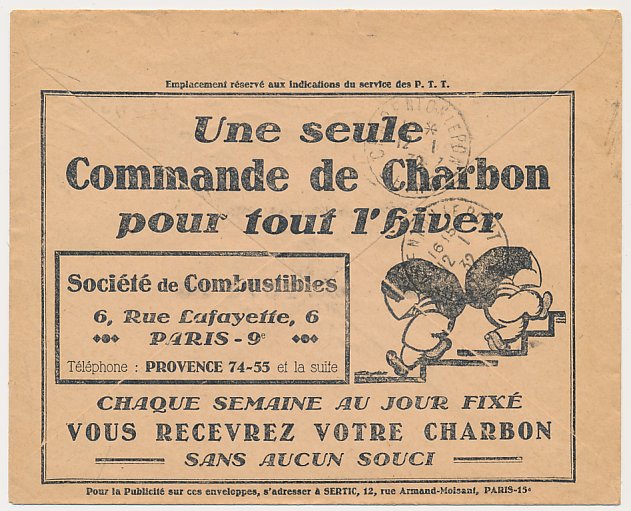 Emplacement réservé aux indications du service des P. T. T.
Une seule
Commande de Charbon
pour tout l'hiver
Société de Combustibles
6, Rue Lafayette, 6
PARIS - 9e
Téléphone : PROVENCE 74-55 et la suite
CHAQUE SEMAINE AU JOUR FIXÉ
VOUS RECEVREZ VOTRE CHARBON
SANS AUCUN SOUCI
Pour la Publicité sur ces enveloppes, s'adresser à SERTIC, 12, rue Armand-Moisant, PARIS-15e